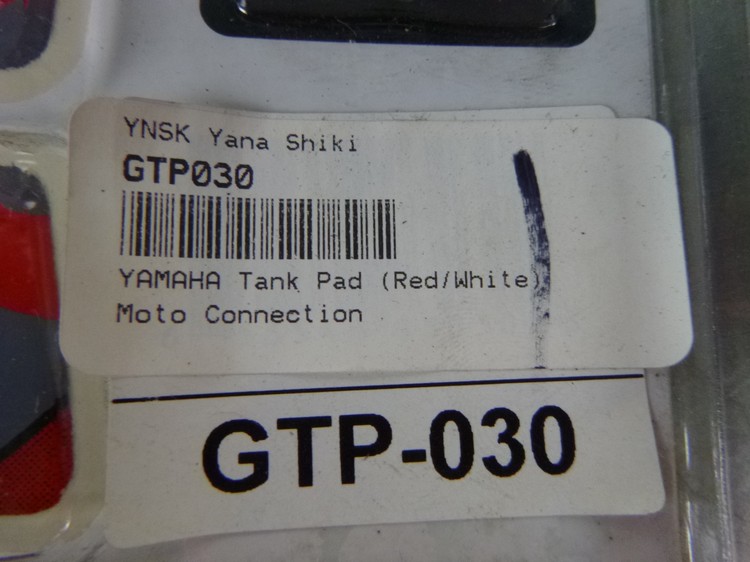 YNSK Yana Shiki
GTP030
YAMAHA Tank Pad (Red/White)
Moto Connection
GTP-030